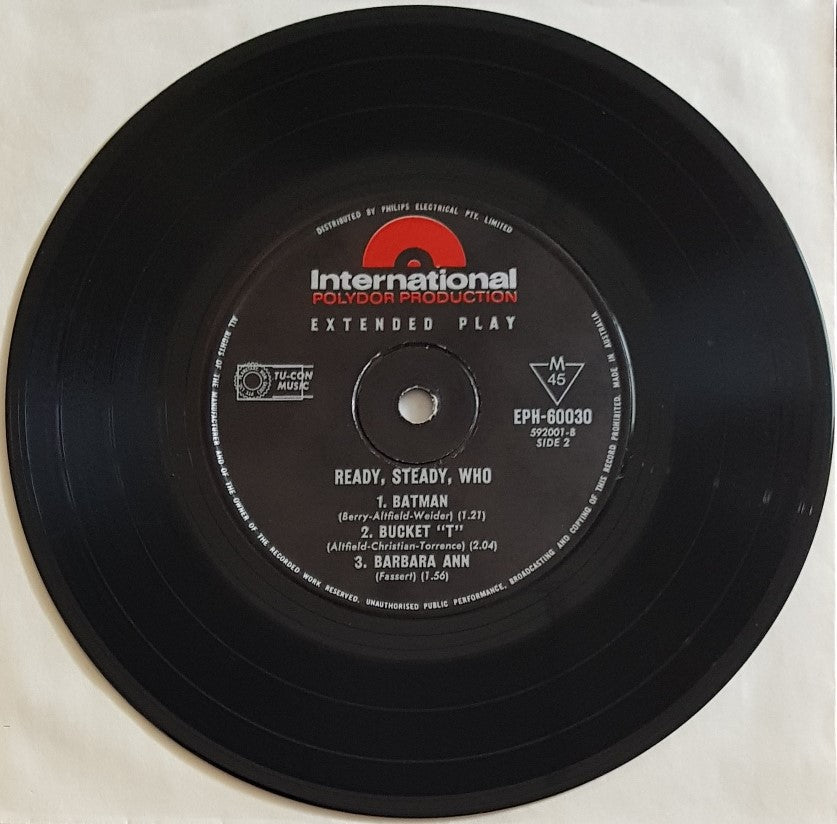 DISTRIBUTED BY PHILIPS ELECTRICAL PTY. LIMITED
International
POLYDOR PRODUCTION
EXTENDED PLAY
TU-CON
MUSIC
M
45
EPH-60030
592001-B
SIDE 2
READY, STEADY, WHO
1. BATMAN
(Berry-Altfield-Weider) (1.21)
2. BUCKET "T"
(Altfield-Christian-Torrence) (2.04)
3. BARBARA ANN
(Fassert) (1.56)
ALL RIGHTS OF THE MANUFACTURER AND OF THE OWNER OF THE RECORDED WORK RESERVED. UNAUTHORISED PUBLIC PERFORMANCE, BROADCASTING AND COPYING OF THIS RECORD PROHIBITED. MADE IN AUSTRALIA